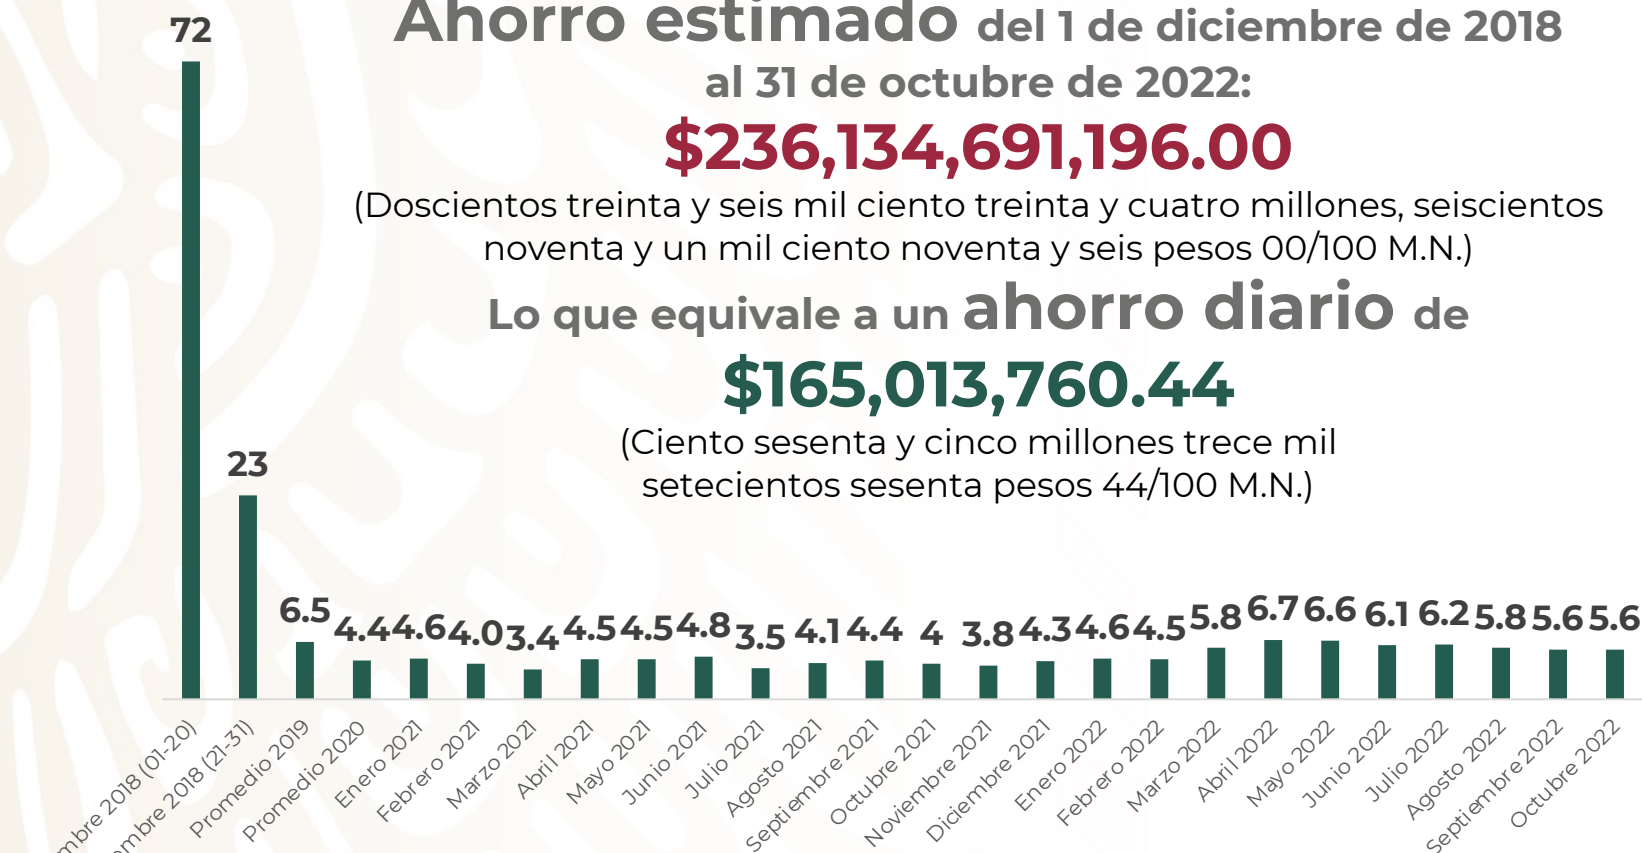 72
Ahorro estimado del 1 de diciembre de 2018
al 31 de octubre de 2022:
$236,134,691,196.00
(Doscientos treinta y seis mil ciento treinta y cuatro millones, seiscientos
noventa y un mil ciento noventa y seis pesos 00/100 M.N.)
Lo que equivale a un ahorro diario de
$165,013,760.44
(Ciento sesenta y cinco millones trece mil
setecientos sesenta pesos 44/100 M.N.)
23
6.5 4.4 4.6 4.0 3.4 4.5 4.5 4.8 3.5 4.1 4.4 4 3.8 4.3 4.6 4.5 5.8 6.7 6.6 6.1 6.2 5.8 5.6 5.6
mbre 2018 (01-20)
mbre 2018 (21-31)
Promedio 2019
Promedio 2020
Enero 2021
Febrero 2021
Marzo 2021
Abril 2021
Mayo 2021
Junio 2021
Julio 2021
Agosto 2021
Septiembre 2021
Octubre 2021
Noviembre 2021
Diciembre 2021
Enero 2022
Febrero 2022
Marzo 2022
Abril 2022
Mayo 2022
Junio 2022
Julio 2022
Agosto 2022
Septiembre 2022
Octubre 2022